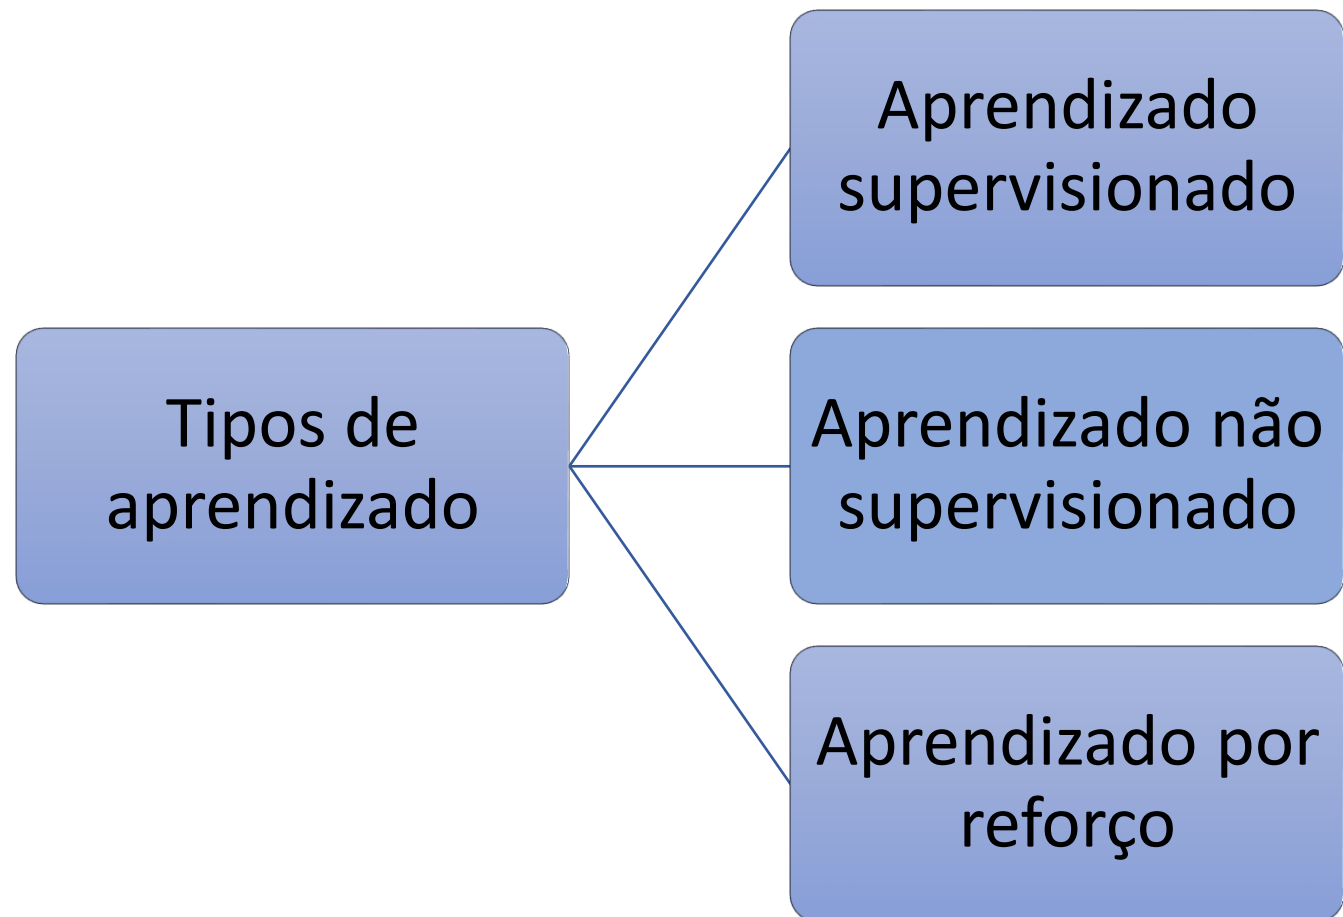 Aprendizado
supervisionado
Tipos de
aprendizado
Aprendizado não
supervisionado
Aprendizado por
reforço